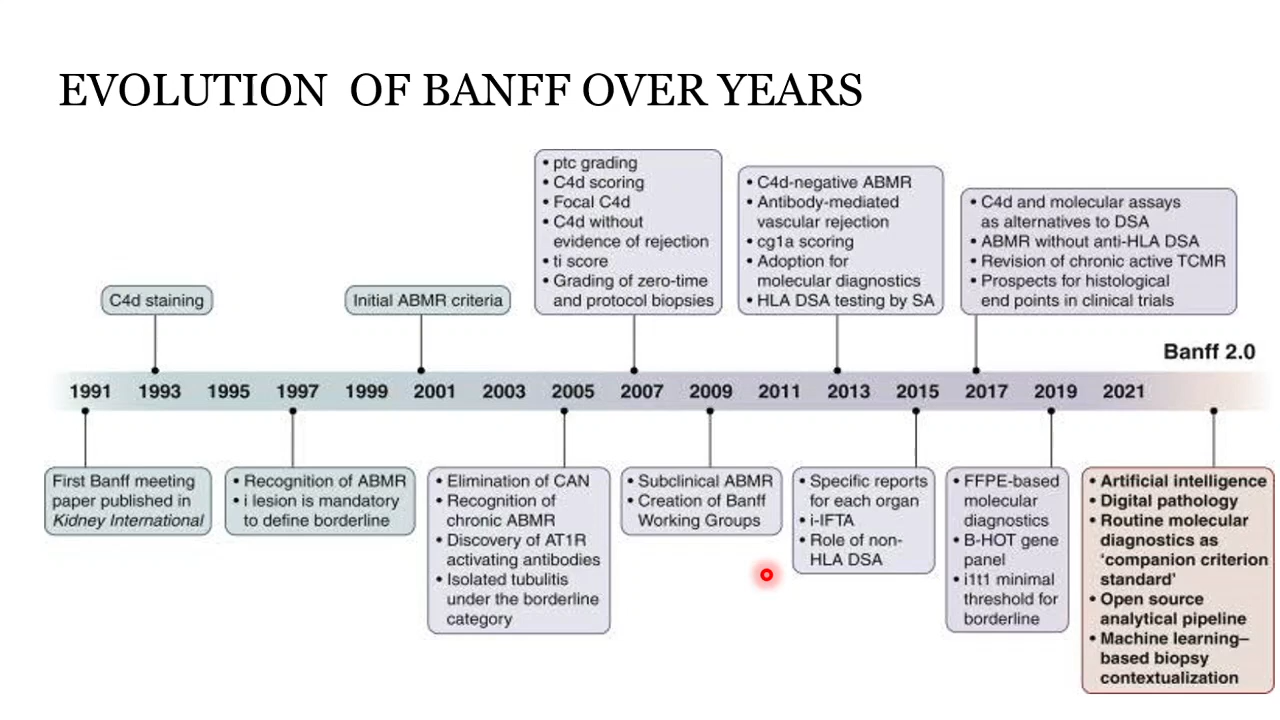 EVOLUTION OF BANFF OVER YEARS
• ptc grading
• C4d scoring
• Focal C4d
• C4d without
evidence of rejection
• ti score
• Grading of zero-time
and protocol biopsies
• C4d-negative ABMR
• Antibody-mediated
vascular rejection
• cg1a scoring
• Adoption for
molecular diagnostics
• HLA DSA testing by SA
• C4d and molecular assays
as alternatives to DSA
• ABMR without anti-HLA DSA
• Revision of chronic active TCMR
• Prospects for histological
end points in clinical trials
C4d staining
Initial ABMR criteria
Banff 2.0
1991 1993 1995 1997 1999 2001 2003 2005 2007 2009 2011 2013 2015 2017 2019 2021
First Banff meeting
paper published in
Kidney International
• Recognition of ABMR
• i lesion is mandatory
to define borderline
• Elimination of CAN
• Recognition of
chronic ABMR
• Discovery of AT1R
activating antibodies
• Isolated tubulitis
under the borderline
category
• Subclinical ABMR
• Creation of Banff
Working Groups
• Specific reports
for each organ
• i-IFTA
• Role of non-
HLA DSA
• FFPE-based
molecular
diagnostics
• B-HOT gene
panel
• i1t1 minimal
threshold for
borderline
• Artificial intelligence
• Digital pathology
• Routine molecular
diagnostics as
‘companion criterion
standard’
• Open source
analytical pipeline
• Machine learning–
based biopsy
contextualization